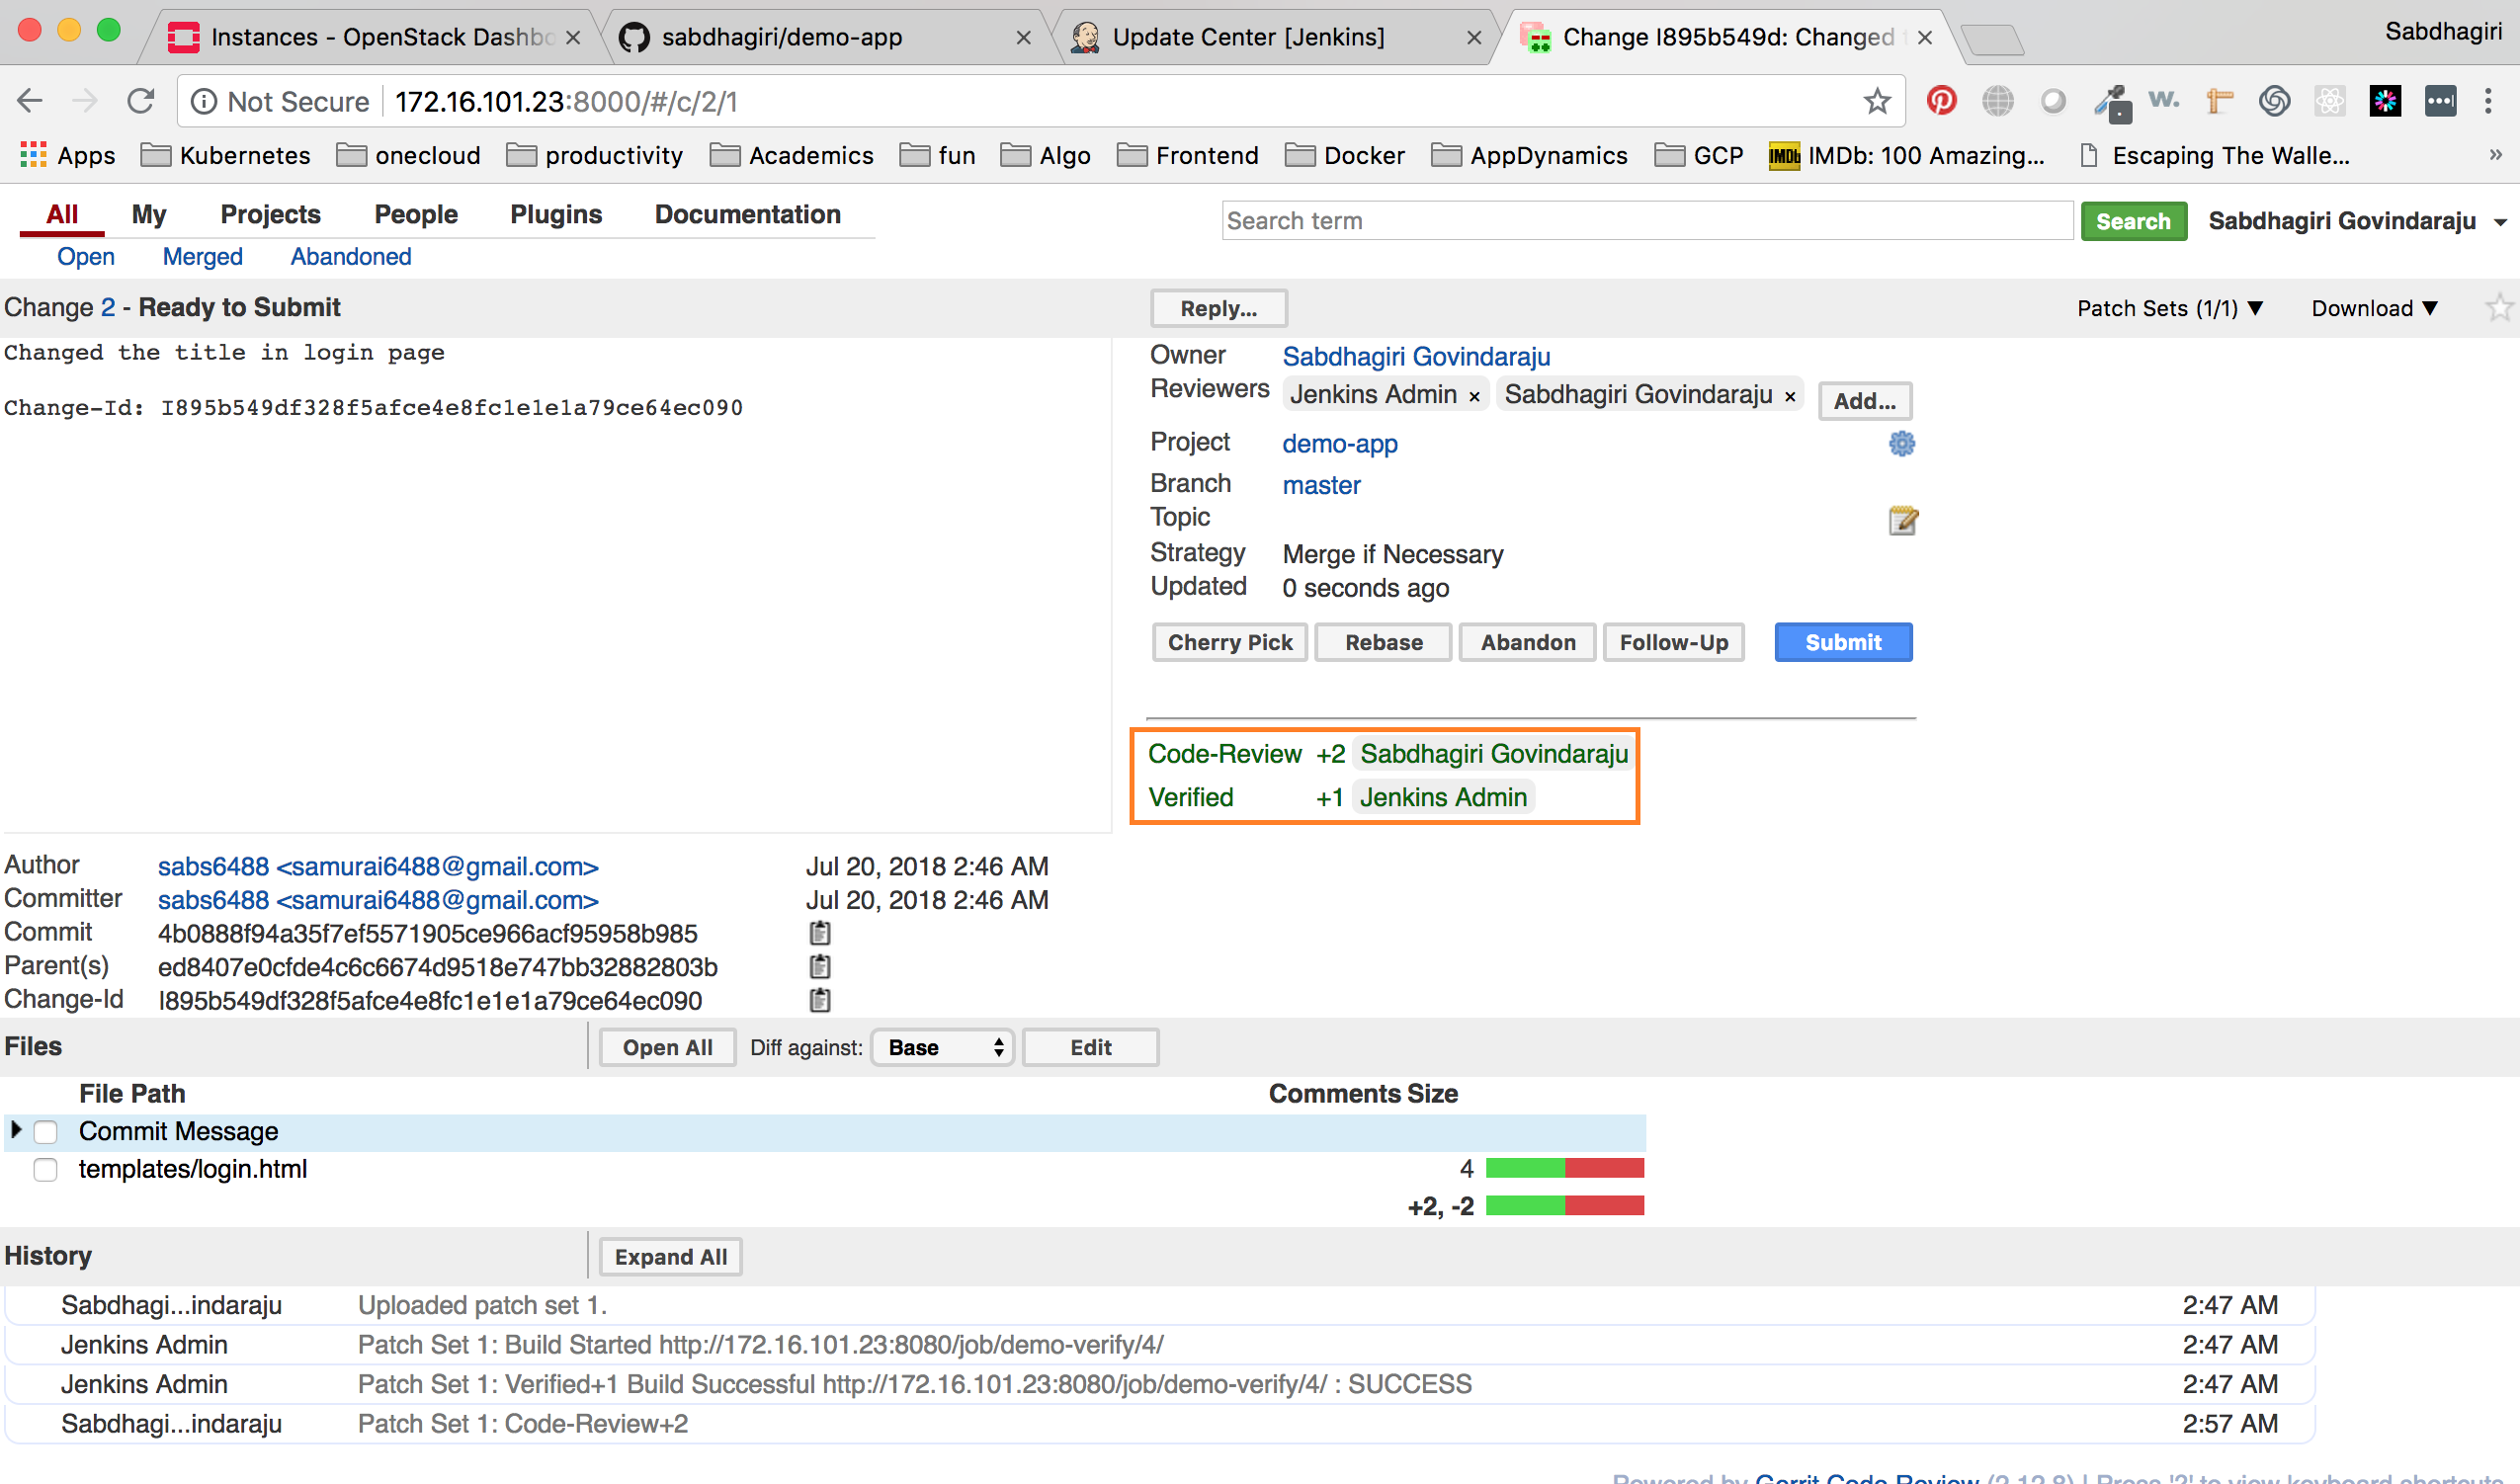 Instances - OpenStack Dashbo
sabdhagiri/demo-app
Update Center [Jenkins]
Change I895b549d: Changed
Sabdhagiri
Not Secure 172.16.101.23:8000/#/c/2/1
Apps Kubernetes onecloud productivity Academics fun Algo Frontend Docker AppDynamics GCP IMDb IMDb: 100 Amazing... Escaping The Walle... »
All My Projects People Plugins Documentation
Search term Search Sabdhagiri Govindaraju
Open Merged Abandoned
Change 2 - Ready to Submit
Reply... Patch Sets (1/1) ▼ Download ▼
Changed the title in login page
Change-Id: I895b549df328f5afce4e8fc1e1e1a79ce64ec090
Owner Sabdhagiri Govindaraju
Reviewers Jenkins Admin × Sabdhagiri Govindaraju × Add...
Project demo-app
Branch master
Topic
Strategy Merge if Necessary
Updated 0 seconds ago
Cherry Pick Rebase Abandon Follow-Up Submit
Code-Review +2 Sabdhagiri Govindaraju
Verified +1 Jenkins Admin
Author sabs6488 <samurai6488@gmail.com> Jul 20, 2018 2:46 AM
Committer sabs6488 <samurai6488@gmail.com> Jul 20, 2018 2:46 AM
Commit 4b0888f94a35f7ef5571905ce966acf95958b985
Parent(s) ed8407e0cfde4c6c6674d9518e747bb32882803b
Change-Id I895b549df328f5afce4e8fc1e1e1a79ce64ec090
Files Open All Diff against: Base Edit
File Path Comments Size
Commit Message
templates/login.html 4
+2, -2
History Expand All
Sabdhagi...indaraju Uploaded patch set 1. 2:47 AM
Jenkins Admin Patch Set 1: Build Started http://172.16.101.23:8080/job/demo-verify/4/ 2:47 AM
Jenkins Admin Patch Set 1: Verified+1 Build Successful http://172.16.101.23:8080/job/demo-verify/4/ : SUCCESS 2:47 AM
Sabdhagi...indaraju Patch Set 1: Code-Review+2 2:57 AM
Powered by Gerrit Code Review (2.12.8) | Press '?' to view keyboard shortcuts